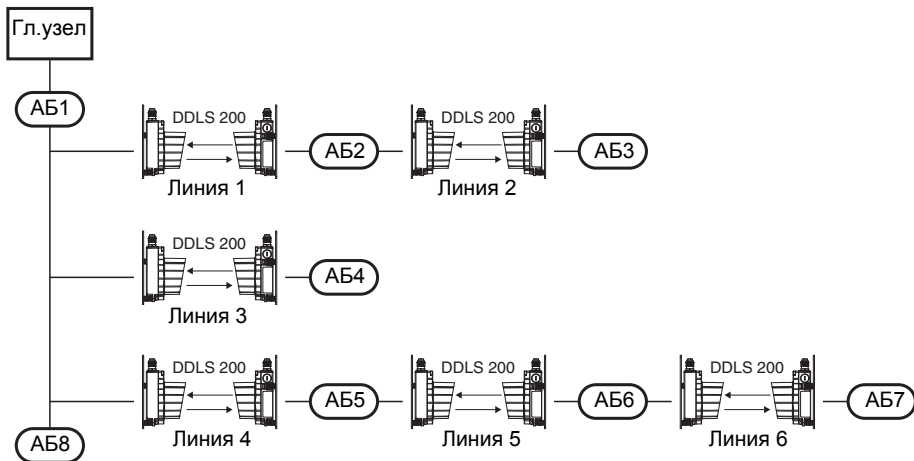 Гл.узел
АБ1
DDLS 200
DDLS 200
АБ2
АБ3
Линия 1
Линия 2
DDLS 200
АБ4
Линия 3
DDLS 200
DDLS 200
DDLS 200
АБ5
АБ6
АБ7
Линия 4
Линия 5
Линия 6
АБ8